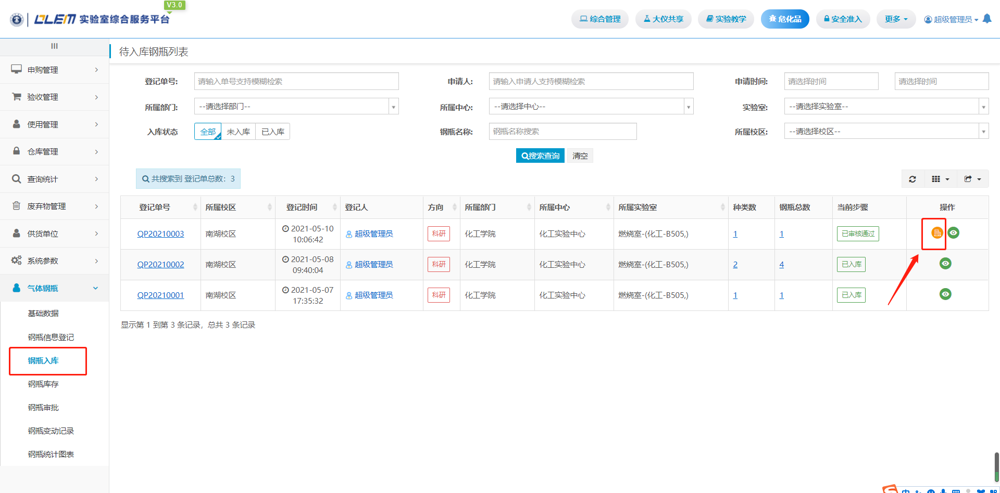 V3.0
OLEM 实验室综合服务平台
综合管理 大仪共享 实验教学 危化品 安全准入 更多 超级管理员
待入库钢瓶列表
申购管理
验收管理
使用管理
仓库管理
查询统计
废弃物管理
供货单位
系统参数
气体钢瓶
基础数据
钢瓶信息登记
钢瓶入库
钢瓶库存
钢瓶审批
钢瓶变动记录
钢瓶统计图表
登记单号: 请输入单号支持模糊检索 申请人: 请输入申请人支持模糊检索 申请时间: 请选择时间 请选择时间
所属部门: --请选择部门-- 所属中心: --请选择中心-- 实验室: --请选择实验室--
入库状态 全部 未入库 已入库 钢瓶名称: 钢瓶名称搜索 所属校区: --请选择校区--
搜索查询 清空
共搜索到 登记单总数：3
登记单号 所属校区 登记时间 登记人 方向 所属部门 所属中心 所属实验室 种类数 钢瓶总数 当前步骤 操作
QP20210003 南湖校区 2021-05-10 10:06:42 超级管理员 科研 化工学院 化工实验中心 燃烧室-(化工-B505,) 1 1 已审核通过
QP20210002 南湖校区 2021-05-08 09:40:04 超级管理员 科研 化工学院 化工实验中心 燃烧室-(化工-B505,) 2 4 已入库
QP20210001 南湖校区 2021-05-07 17:35:32 超级管理员 科研 化工学院 化工实验中心 燃烧室-(化工-B505,) 1 1 已入库
显示第 1 到第 3 条记录，总共 3 条记录